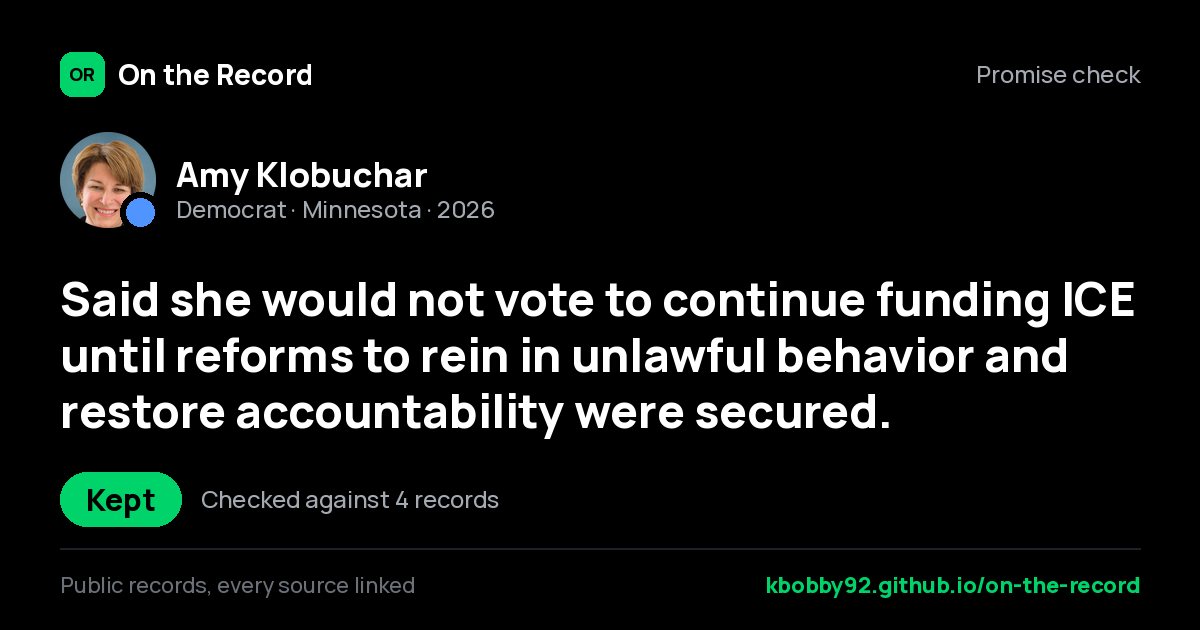 OR On the Record
Promise check
Amy Klobuchar
Democrat · Minnesota · 2026
Said she would not vote to continue funding ICE
until reforms to rein in unlawful behavior and
restore accountability were secured.
Kept
Checked against 4 records
Public records, every source linked
kbobby92.github.io/on-the-record